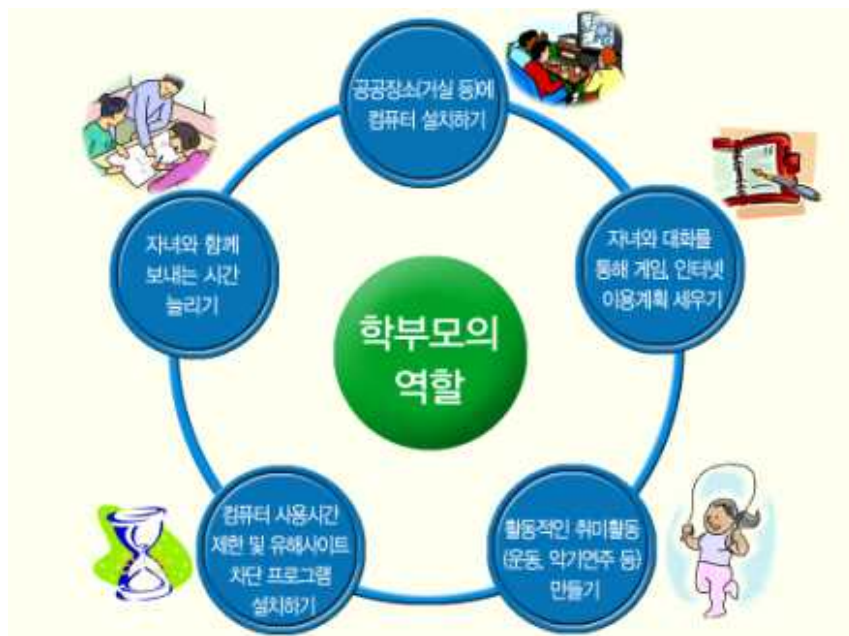 공공장소(거실 등)에
컴퓨터 설치하기
자녀와 대화를
통해 게임, 인터넷
이용계획 세우기
활동적인 취미활동
(운동, 악기연주 등)
만들기
컴퓨터 사용시간
제한 및 유해사이트
차단 프로그램
설치하기
자녀와 함께
보내는 시간
늘리기
학부모의
역할